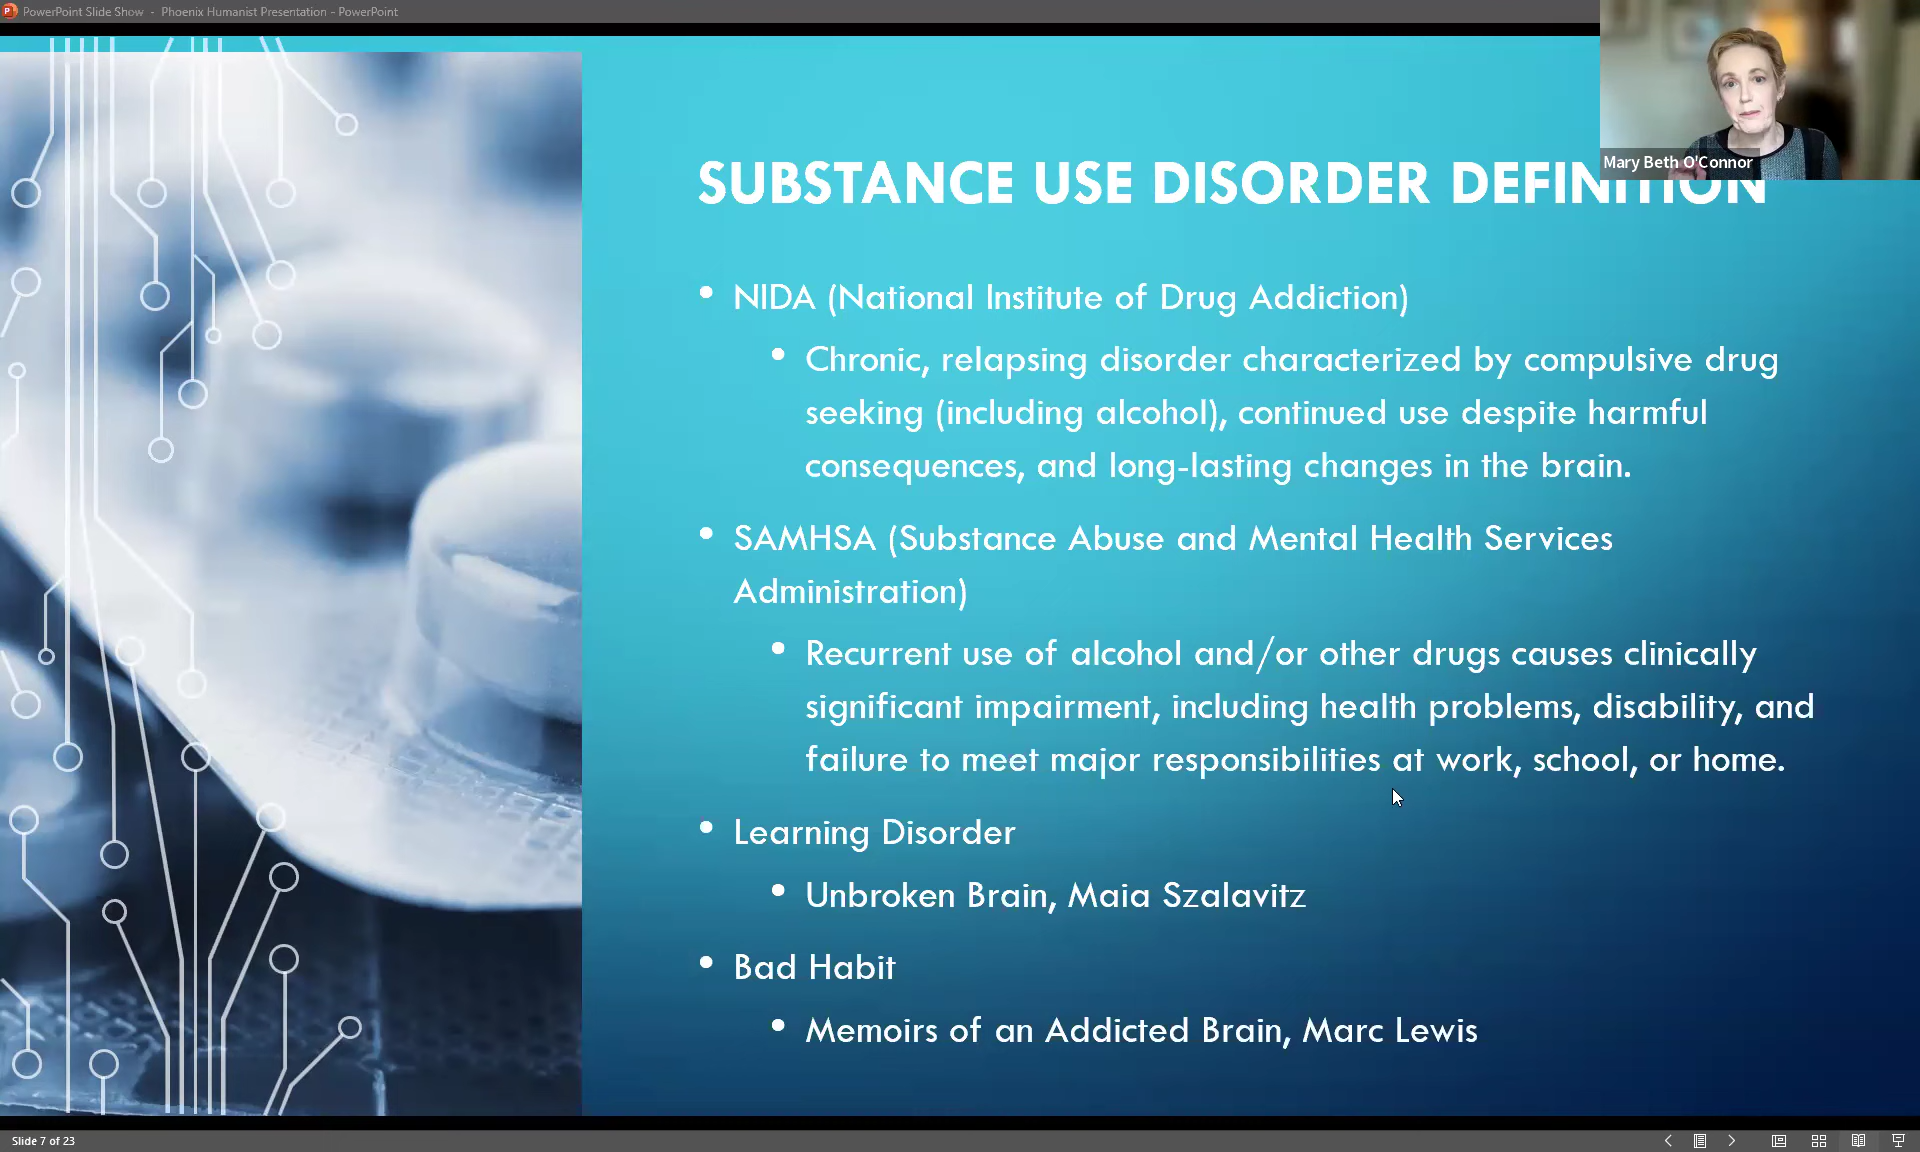 PowerPoint Slide Show - Phoenix Humanist Presentation - PowerPoint
Mary Beth O'Connor
SUBSTANCE USE DISORDER DEFINITION
• NIDA (National Institute of Drug Addiction)
• Chronic, relapsing disorder characterized by compulsive drug
seeking (including alcohol), continued use despite harmful
consequences, and long-lasting changes in the brain.
• SAMHSA (Substance Abuse and Mental Health Services
Administration)
• Recurrent use of alcohol and/or other drugs causes clinically
significant impairment, including health problems, disability, and
failure to meet major responsibilities at work, school, or home.
• Learning Disorder
• Unbroken Brain, Maia Szalavitz
• Bad Habit
• Memoirs of an Addicted Brain, Marc Lewis
Slide 7 of 23